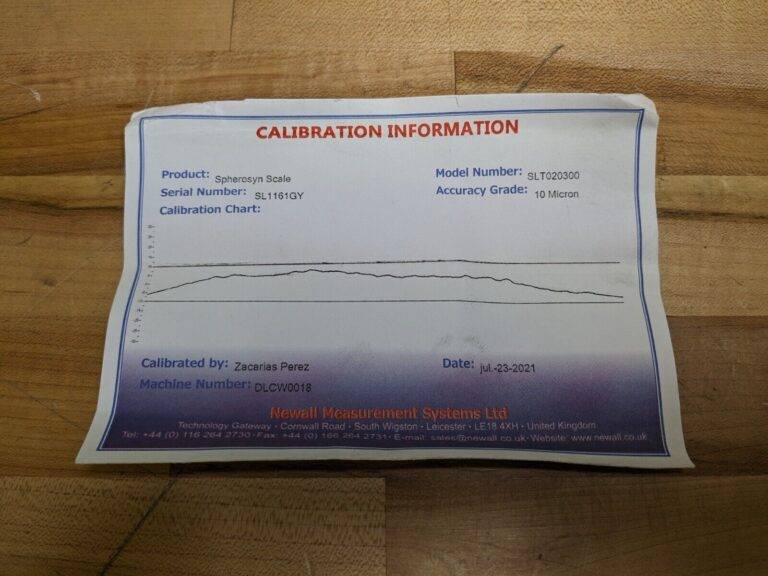 CALIBRATION INFORMATION
Product: Spherosyn Scale
Model Number: SLT020300
Serial Number: SL1161GY
Accuracy Grade: 10 Micron
Calibration Chart:
Calibrated by: Zacarias Perez
Date: jul.-23-2021
Machine Number: DLCW0018
Newall Measurement Systems Ltd
Technology Gateway · Cornwall Road · South Wigston · Leicester · LE18 4XH · United Kingdom
Tel: +44 (0) 116 264 2730 · Fax: +44 (0) 166 264 2731 · E-mail: sales@newall.co.uk · Website: www.newall.co.uk